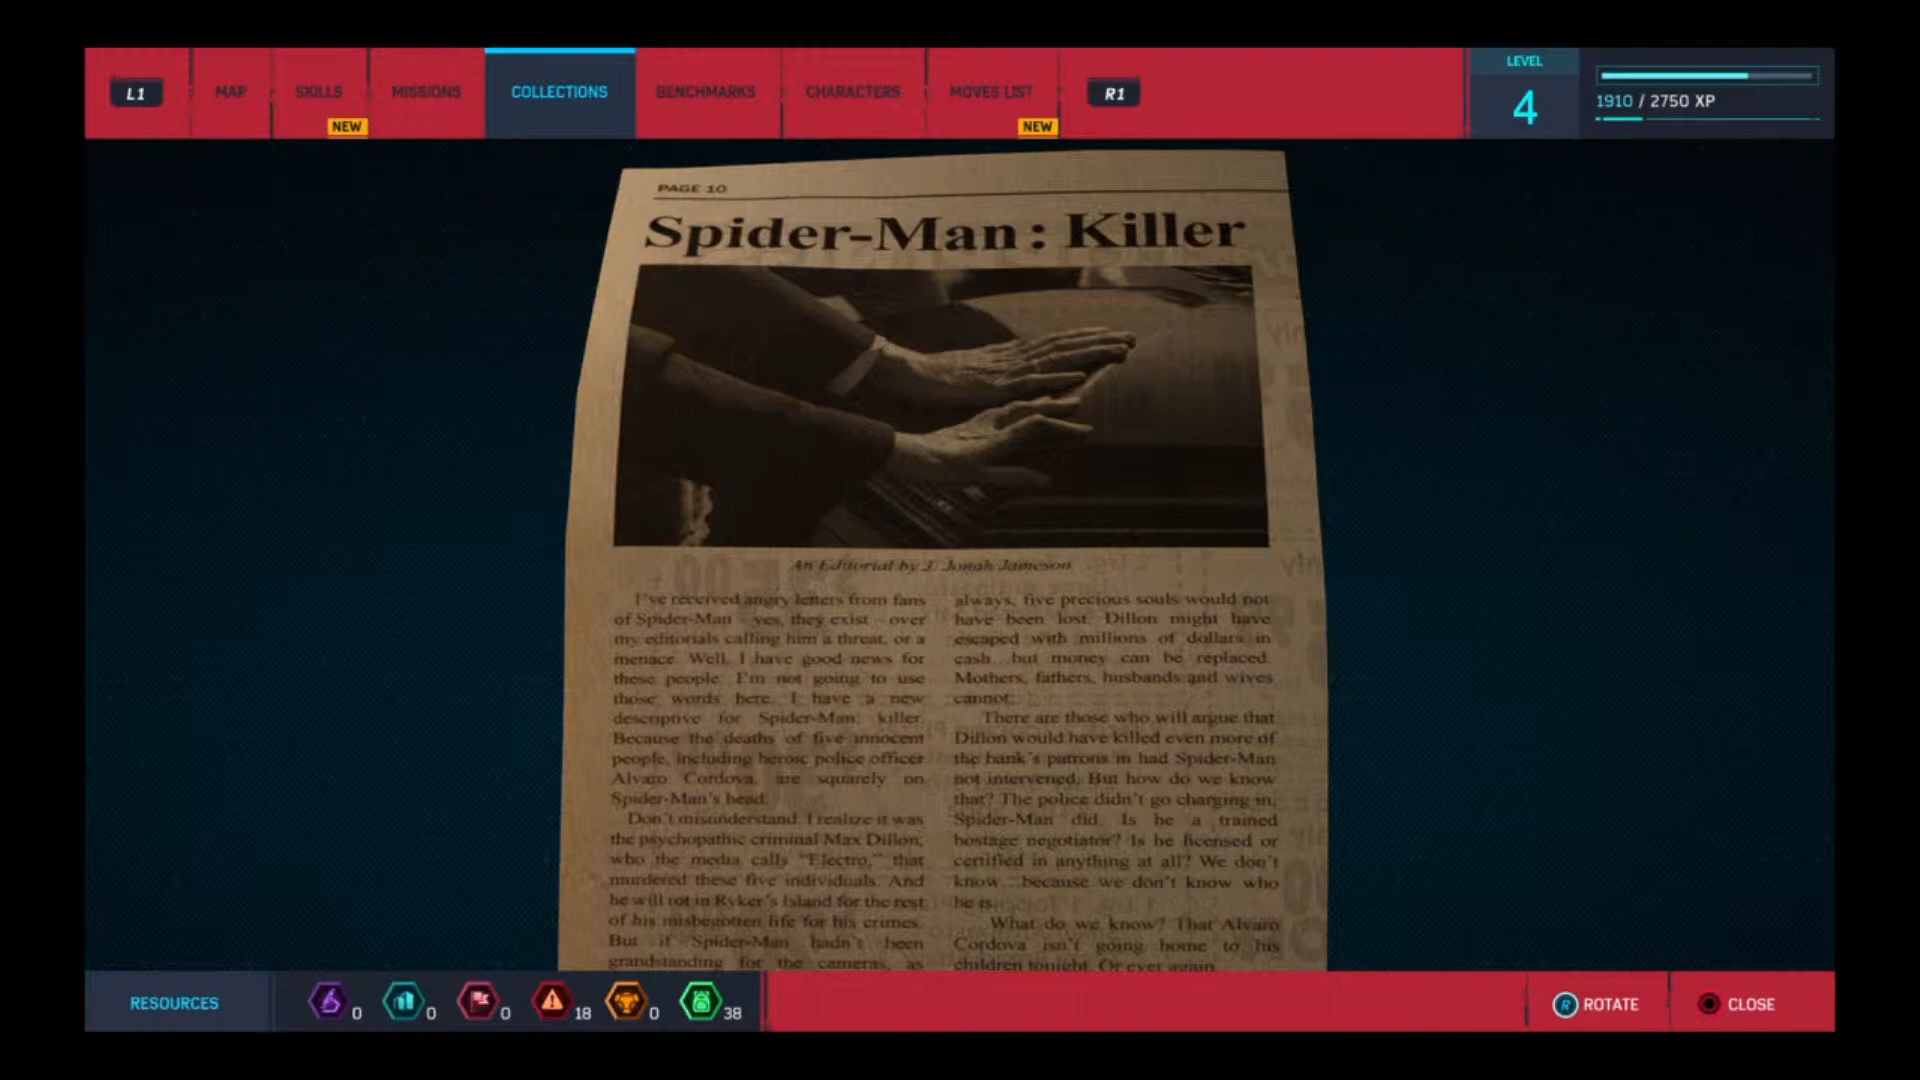 L1
MAP
SKILLS
NEW
MISSIONS
COLLECTIONS
BENCHMARKS
CHARACTERS
MOVES LIST
NEW
R1
LEVEL
4
1910 / 2750 XP
PAGE 10
Spider-Man: Killer
An Editorial by J. Jonah Jameson
I've received angry letters from fans
of Spider-Man - yes, they exist - over
my editorials calling him a threat, or a
menace. Well, I have good news for
these people. I'm not going to use
those words here. I have a new
descriptive for Spider-Man: killer.
Because the deaths of five innocent
people, including heroic police officer
Alvaro Cordova, are squarely on
Spider-Man's head.
Don't misunderstand. I realize it was
the psychopathic criminal Max Dillon,
who the media calls "Electro," that
murdered these five individuals. And
he will rot in Ryker's Island for the rest
of his misbegotten life for his crimes.
But if Spider-Man hadn't been
grandstanding for the cameras, as
always, five precious souls would not
have been lost. Dillon might have
escaped with millions of dollars in
cash...but money can be replaced.
Mothers, fathers, husbands and wives
cannot.
There are those who will argue that
Dillon would have killed even more of
the bank's patrons in had Spider-Man
not intervened. But how do we know
that? The police didn't go charging in,
Spider-Man did. Is he a trained
hostage negotiator? Is he licensed or
certified in anything at all? We don't
know...because we don't know who
he is.
What do we know? That Alvaro
Cordova isn't going home to his
children tonight. Or ever again.
RESOURCES
0
0
0
18
0
38
R ROTATE
CLOSE